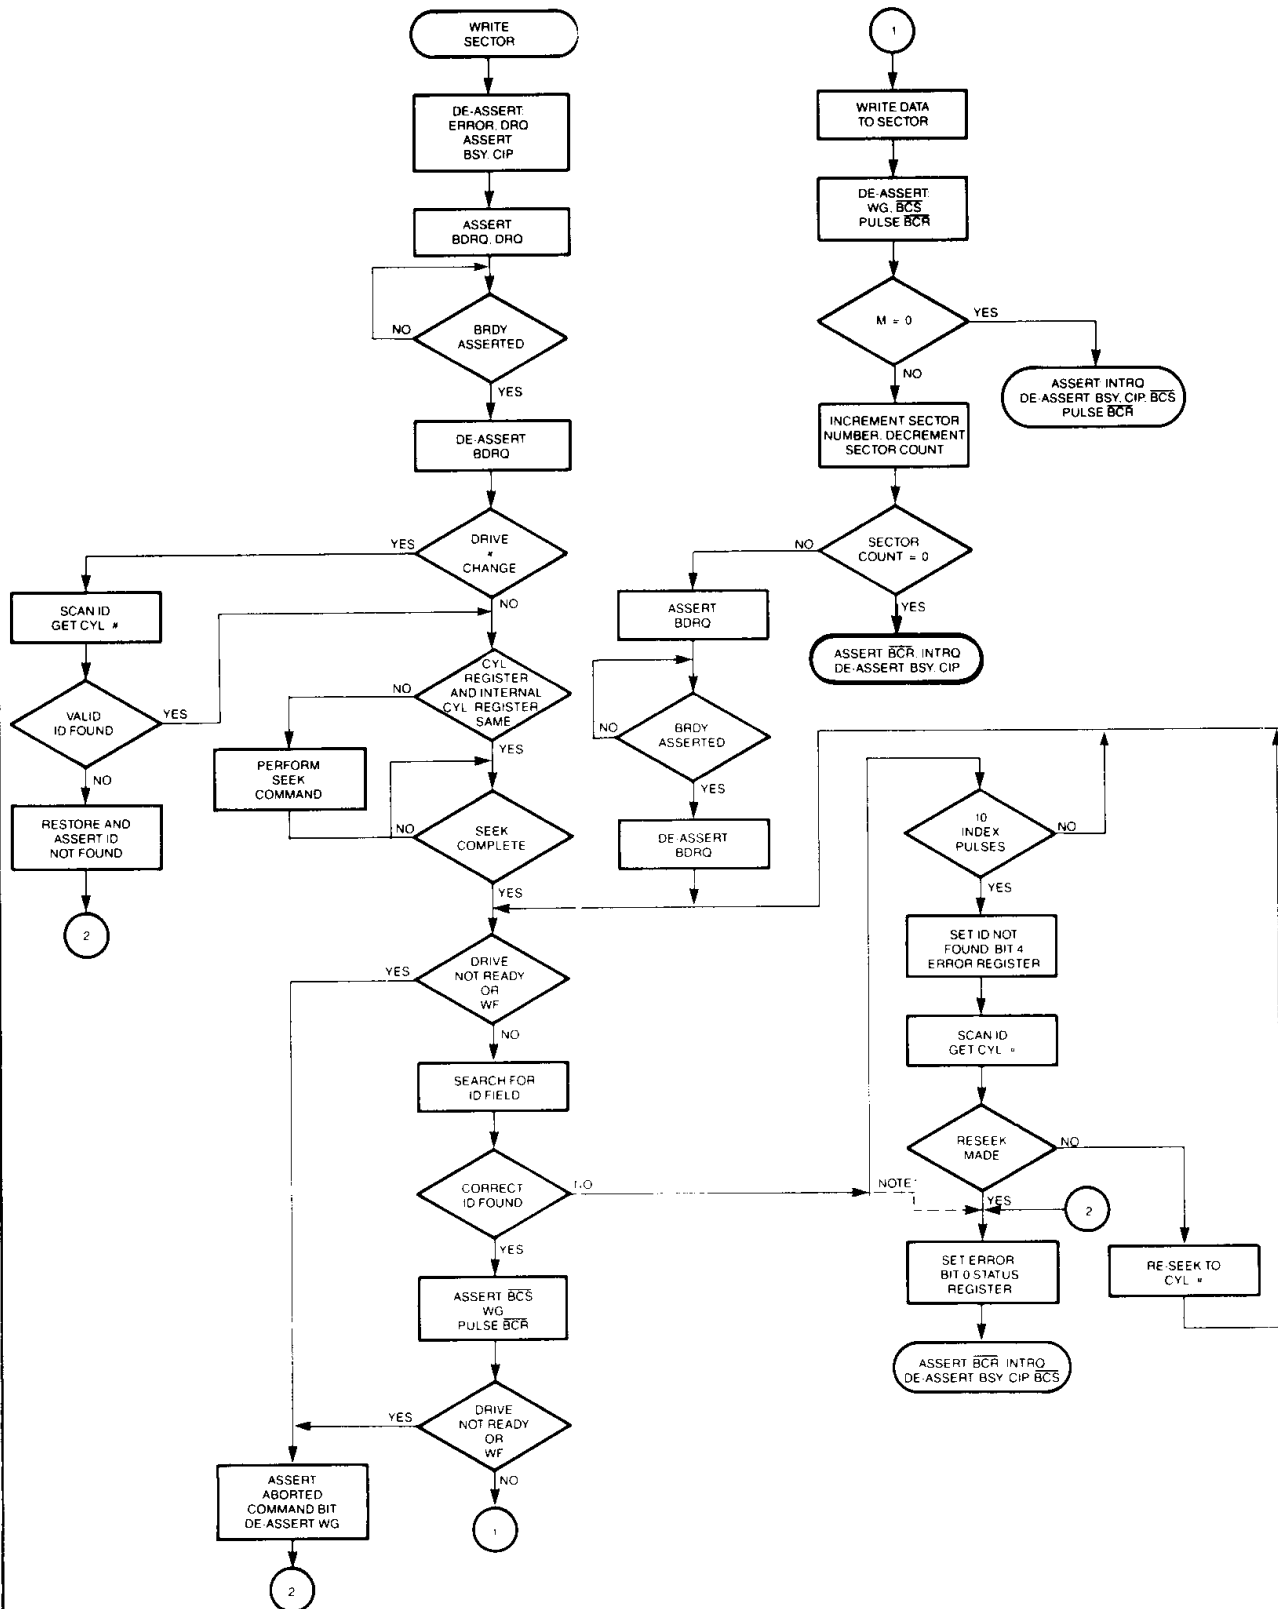 WRITE
SECTOR
DE-ASSERT:
ERROR, DRQ
ASSERT
BSY, CIP
ASSERT
BDRQ, DRQ
NO
BRDY
ASSERTED
YES
DE-ASSERT
BDRQ
YES
DRIVE
#
CHANGE
NO
SCAN ID
GET CYL #
VALID
ID FOUND
YES
NO
RESTORE AND
ASSERT ID
NOT FOUND
2
CYL
REGISTER
AND INTERNAL
CYL REGISTER
SAME
NO
YES
PERFORM
SEEK
COMMAND
NO
SEEK
COMPLETE
YES
YES
DRIVE
NOT READY
OR
WF
NO
SEARCH FOR
ID FIELD
CORRECT
ID FOUND
NO
YES
ASSERT B̅C̅S̅
WG
PULSE B̅C̅R̅
YES
DRIVE
NOT READY
OR
WF
NO
1
ASSERT
ABORTED
COMMAND BIT
DE-ASSERT WG
2
1
WRITE DATA
TO SECTOR
DE-ASSERT:
WG, B̅C̅S̅
PULSE B̅C̅R̅
M = 0
YES
NO
ASSERT INTRQ
DE-ASSERT BSY, CIP, B̅C̅S̅
PULSE B̅C̅R̅
INCREMENT SECTOR
NUMBER, DECREMENT
SECTOR COUNT
NO
SECTOR
COUNT = 0
YES
ASSERT B̅C̅R̅, INTRQ
DE-ASSERT BSY, CIP
ASSERT
BDRQ
NO
BRDY
ASSERTED
YES
DE-ASSERT
BDRQ
10
INDEX
PULSES
NO
YES
SET ID NOT
FOUND BIT 4
ERROR REGISTER
SCAN ID
GET CYL #
RESEEK
MADE
NO
NOTE
YES
2
SET ERROR
BIT 0 STATUS
REGISTER
RE-SEEK TO
CYL #
ASSERT B̅C̅R̅ INTRQ
DE-ASSERT BSY CIP B̅C̅S̅